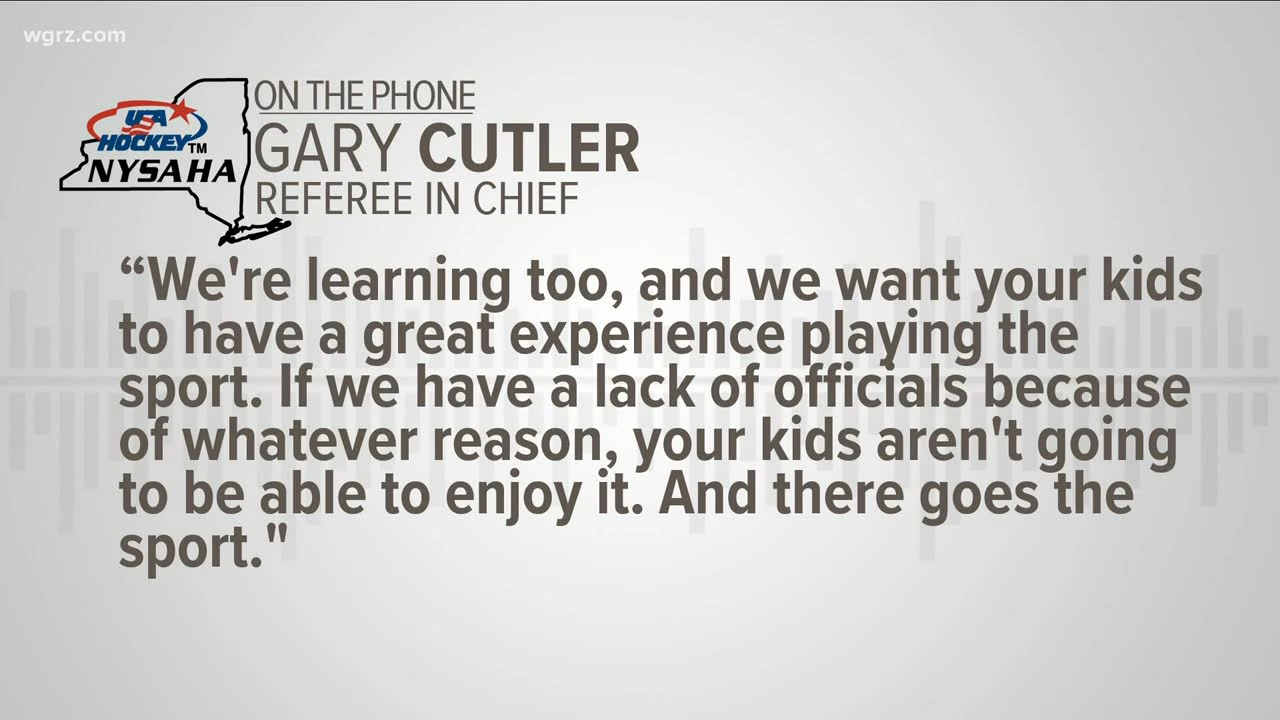 wgrz.com
ON THE PHONE
USA
HOCKEY TM
NYSAHA
GARY CUTLER
REFEREE IN CHIEF
“We're learning too, and we want your kids
to have a great experience playing the
sport. If we have a lack of officials because
of whatever reason, your kids aren't going
to be able to enjoy it. And there goes the
sport."